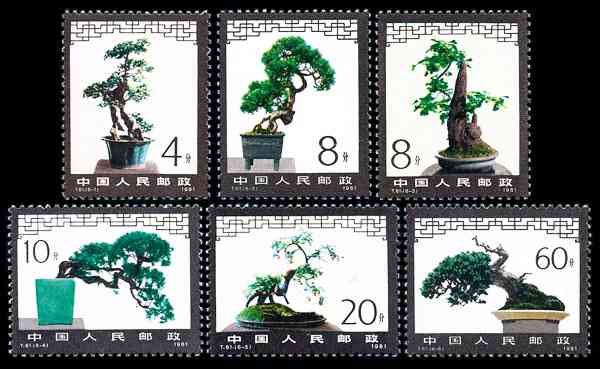 4分
中国人民邮政
T.61.(6-1) 1981
8分
中国人民邮政
T.61.(6-2) 1981
8分
中国人民邮政
T.61.(6-3) 1981
10分
中国人民邮政
T.61.(6-4) 1981
20分
中国人民邮政
T.61.(6-5) 1981
60分
中国人民邮政
T.61.(6-6) 1981